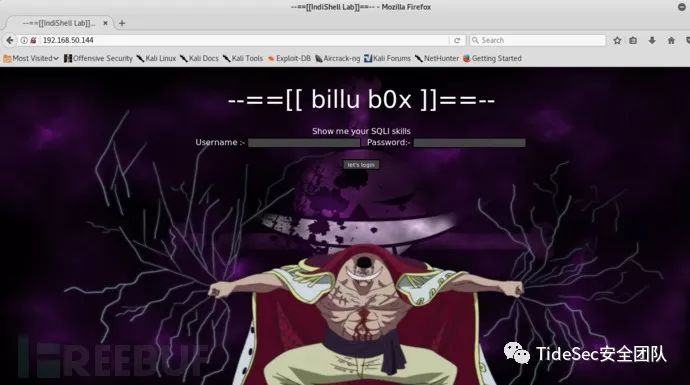 --==[[IndiShell Lab]]==-- - Mozilla Firefox
--==[[IndiShell Lab]]...
192.168.50.144
Search
Most Visited
Offensive Security
Kali Linux
Kali Docs
Kali Tools
Exploit-DB
Aircrack-ng
Kali Forums
NetHunter
Getting Started
--==[[ billu b0x ]]==--
Show me your SQLI skills
Username :-
Password:-
let's login
FREEBUF
TideSec安全团队